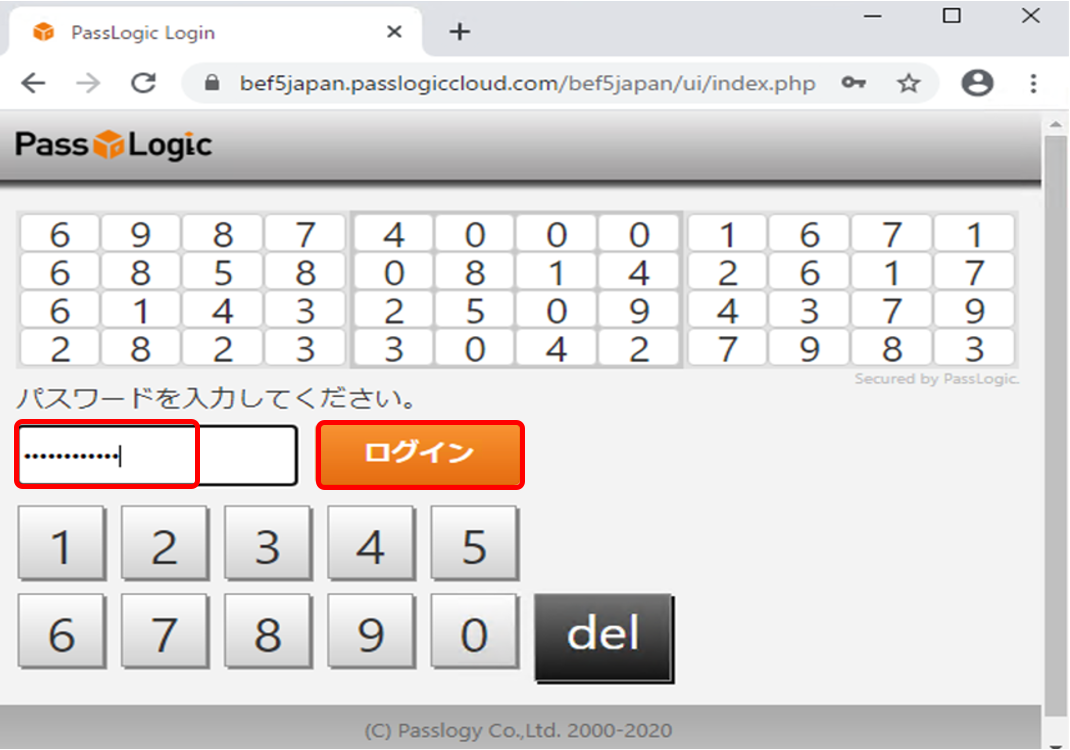 PassLogic Login
bef5japan.passlogiccloud.com/bef5japan/ui/index.php
PassLogic
6 9 8 7 4 0 0 0 1 6 7 1
6 8 5 8 0 8 1 4 2 6 1 7
6 1 4 3 2 5 0 9 4 3 7 9
2 8 2 3 3 0 4 2 7 9 8 3
Secured by PassLogic.
パスワードを入力してください。
ログイン
1 2 3 4 5
6 7 8 9 0 del
(C) Passlogy Co.,Ltd. 2000-2020